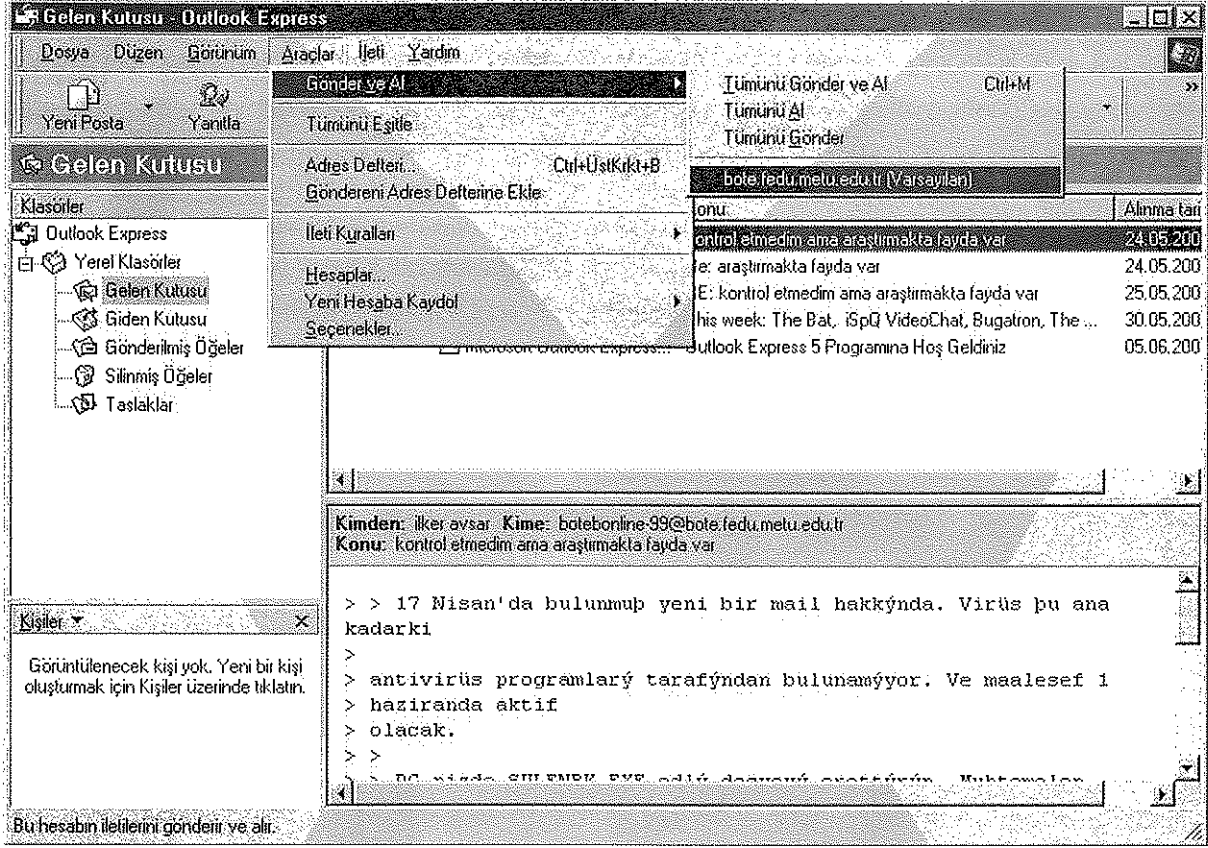 Gelen Kutusu - Outlook Express
Dosya Düzen Görünüm Araçlar İleti Yardım
Yeni Posta Yanıtla
Gönder ve Al
Tümünü Eşitle
Adres Defteri... Ctrl+ÜstKrkt+B
Göndereni Adres Defterine Ekle
İleti Kuralları
Hesaplar...
Yeni Hesaba Kaydol
Seçenekler...
Tümünü Gönder ve Al Ctrl+M
Tümünü Al
Tümünü Gönder
bote.fedu.metu.edu.tr (Varsayılan)
Gelen Kutusu
Klasörler
Outlook Express
Yerel Klasörler
Gelen Kutusu
Giden Kutusu
Gönderilmiş Öğeler
Silinmiş Öğeler
Taslaklar
onu Alınma tari
ontrol etmedim ama araştırmakta fayda var 24.05.200
e: araştırmakta fayda var 24.05.200
E: kontrol etmedim ama araştırmakta fayda var 25.05.200
his week: The Bat, iSpQ VideoChat, Bugatron, The ... 30.05.200
Microsoft Outlook Express... Outlook Express 5 Programına Hoş Geldiniz 05.06.200
Kimden: ilker avsar Kime: botebonline-99@bote.fedu.metu.edu.tr
Konu: kontrol etmedim ama araştırmakta fayda var
> > 17 Nisan'da bulunmuþ yeni bir mail hakkýnda. Virüs þu ana
kadarki
>
> antivirüs programlarý tarafýndan bulunamýyor. Ve maalesef 1
> haziranda aktif
> olacak.
> >
Kişiler
Görüntülenecek kişi yok. Yeni bir kişi
oluşturmak için Kişiler üzerinde tıklatın.
Bu hesabın iletilerini gönderir ve alır.